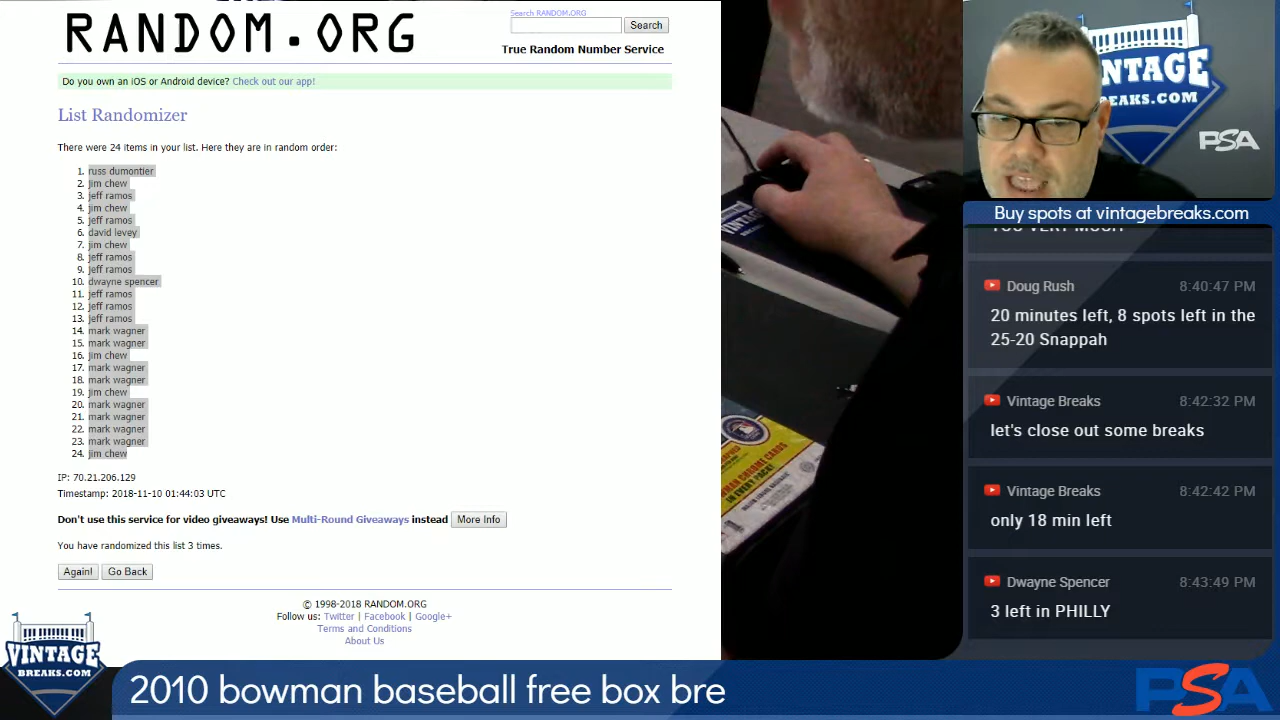 RANDOM.ORG
Search RANDOM.ORG
Search
True Random Number Service
Do you own an iOS or Android device? Check out our app!
List Randomizer
There were 24 items in your list. Here they are in random order:
1. russ dumontier
2. jim chew
3. jeff ramos
4. jim chew
5. jeff ramos
6. david levey
7. jim chew
8. jeff ramos
9. jeff ramos
10. dwayne spencer
11. jeff ramos
12. jeff ramos
13. jeff ramos
14. mark wagner
15. mark wagner
16. jim chew
17. mark wagner
18. mark wagner
19. jim chew
20. mark wagner
21. mark wagner
22. mark wagner
23. mark wagner
24. jim chew
IP: 70.21.206.129
Timestamp: 2018-11-10 01:44:03 UTC
Don't use this service for video giveaways! Use Multi-Round Giveaways instead More Info
You have randomized this list 3 times.
Again! Go Back
© 1998-2018 RANDOM.ORG
Follow us: Twitter | Facebook | Google+
Terms and Conditions
About Us
IN EVERY PACK!
NTAGE
BREAKS.COM
PSA
Buy spots at vintagebreaks.com
YOU VERY MUCH
Doug Rush 8:40:47 PM
20 minutes left, 8 spots left in the
25-20 Snappah
Vintage Breaks 8:42:32 PM
let's close out some breaks
Vintage Breaks 8:42:42 PM
only 18 min left
Dwayne Spencer 8:43:49 PM
3 left in PHILLY
VINTAGE
BREAKS.COM
2010 bowman baseball free box bre
PSA